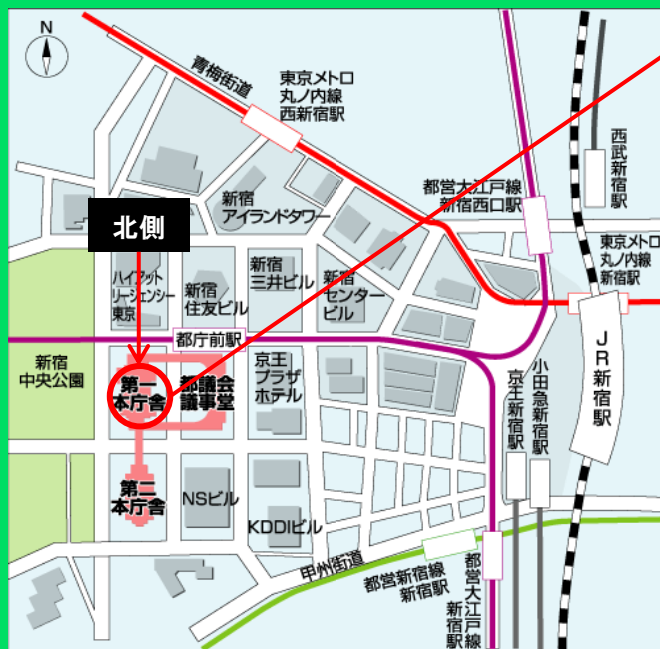 N
青梅街道
東京メトロ
丸ノ内線
西新宿駅
西武新宿駅
都営大江戸線
新宿西口駅
新宿
アイランドタワー
北側
東京メトロ
丸ノ内線
新宿駅
ハイアット
リージェンシー
東京
新宿
住友ビル
新宿
三井ビル
新宿
センター
ビル
都庁前駅
JR新宿駅
新宿
中央公園
第一
本庁舎
都議会
議事堂
京王
プラザ
ホテル
小田急新宿駅
京王新宿駅
第二
本庁舎
NSビル
KDDIビル
甲州街道
都営新宿線
新宿駅
都営大江戸線
新宿駅